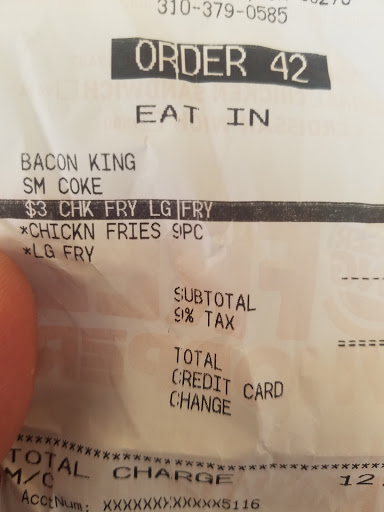 310-379-0585
ORDER 42
EAT IN
BACON KING
SM COKE
$3 CHK FRY LG FRY
*CHICKN FRIES 9PC
*LG FRY
SUBTOTAL
9% TAX
TOTAL
CREDIT CARD
CHANGE
TOTAL CHARGE 12.
M/C
AcctNum: XXXXXXXXXXXX5116